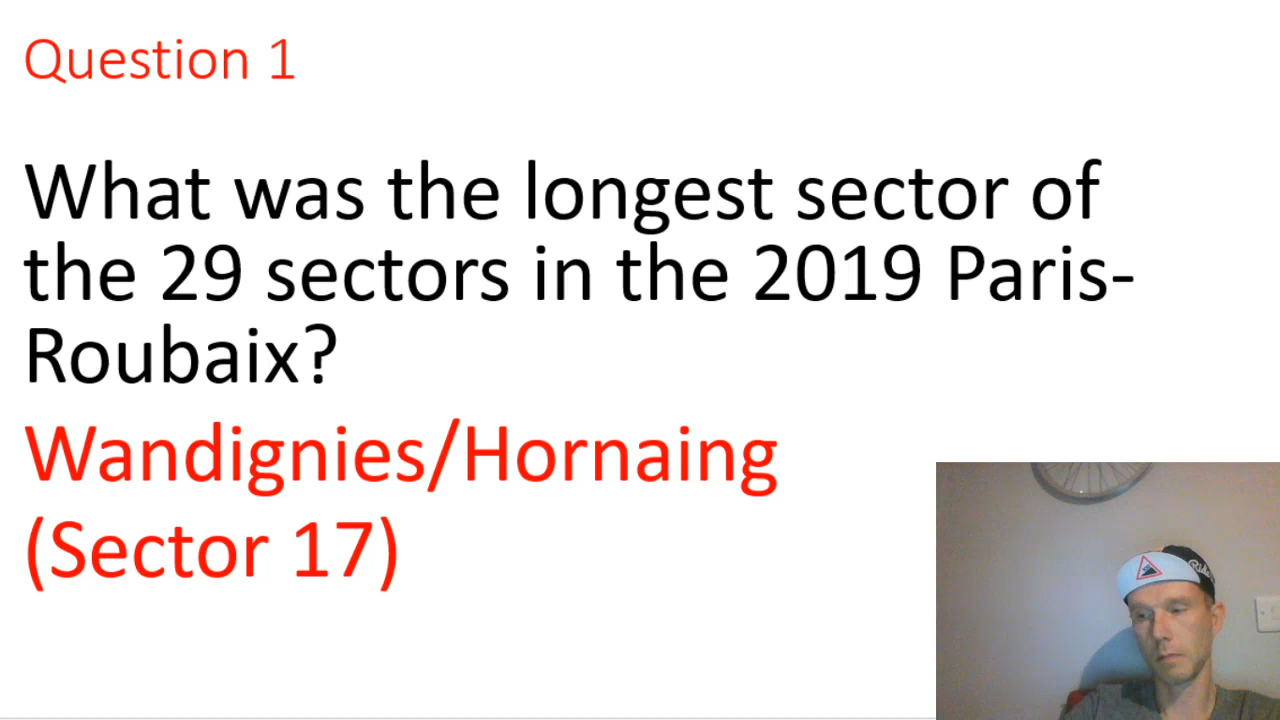 Question 1
What was the longest sector of
the 29 sectors in the 2019 Paris-
Roubaix?
Wandignies/Hornaing
(Sector 17)